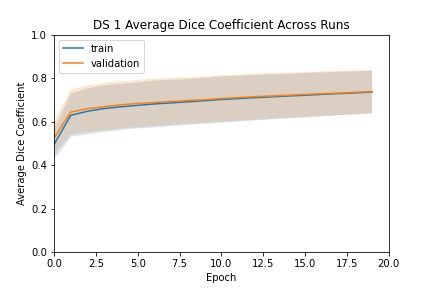 DS 1 Average Dice Coefficient Across Runs
1.0
train
validation
0.8
0.6
0.4
0.2
0.0
Average Dice Coefficient
0.0 2.5 5.0 7.5 10.0 12.5 15.0 17.5 20.0
Epoch